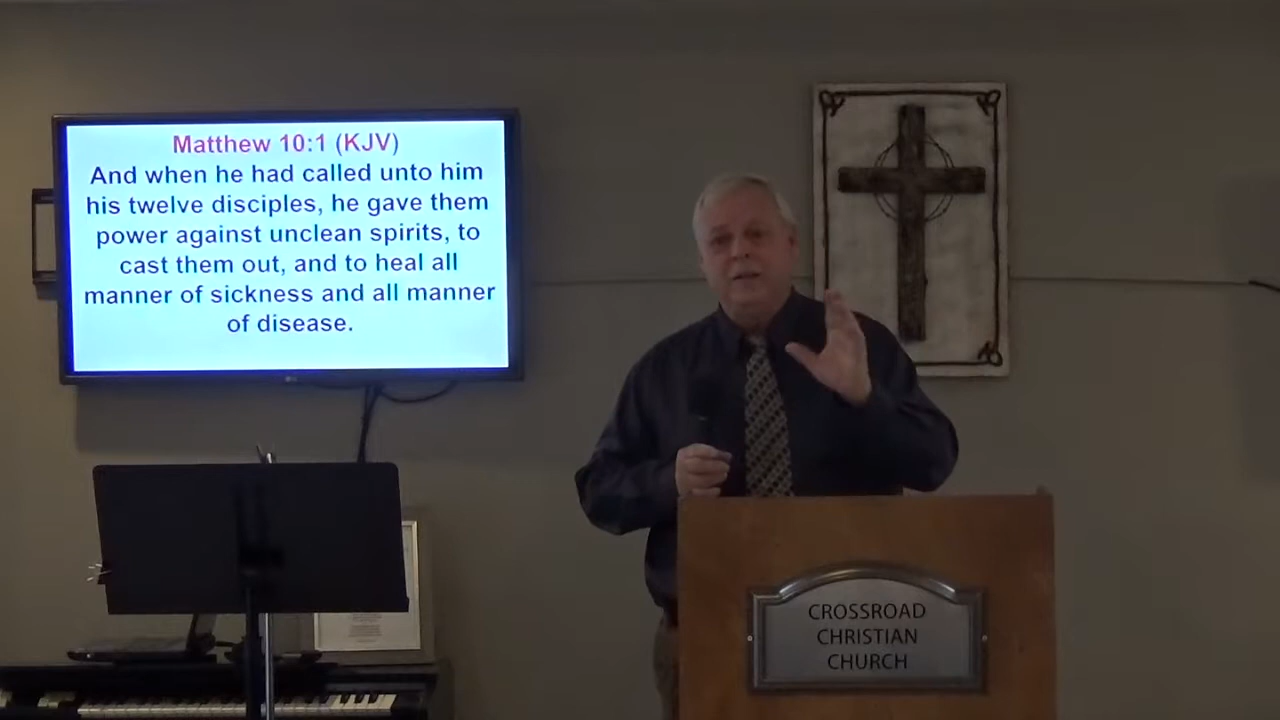 Matthew 10:1 (KJV)
And when he had called unto him
his twelve disciples, he gave them
power against unclean spirits, to
cast them out, and to heal all
manner of sickness and all manner
of disease.
CROSSROAD
CHRISTIAN
CHURCH